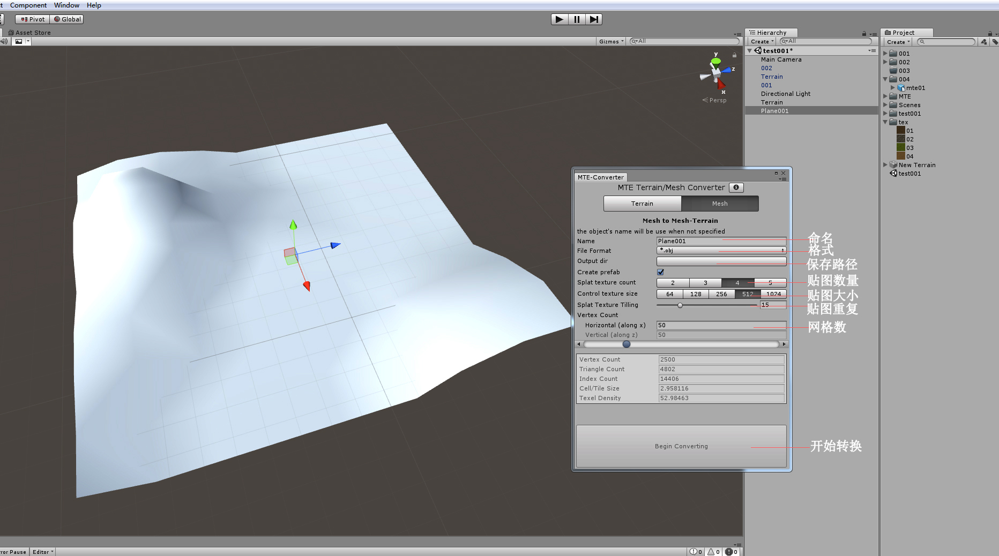 Component Window Help
Pivot Global
Asset Store
Gizmos All
y
z
x
Persp
Hierarchy
Create All
test001*
Main Camera
002
Terrain
001
Directional Light
Terrain
Plane001
Project
Create
001
002
003
004
mte01
MTE
Scenes
test001
tex
01
02
03
04
New Terrain
test001
MTE-Converter
MTE Terrain/Mesh Converter
Terrain Mesh
Mesh to Mesh-Terrain
the object's name will be use when not specified
Name Plane001 命名
File Format *.obj 格式
Output dir 保存路径
Create prefab
Splat texture count 2 3 4 5 贴图数量
Control texture size 64 128 256 512 1024 贴图大小
Splat Texture Tilling 15 贴图重复
Vertex Count
Horizontal (along x) 50 网格数
Vertical (along z) 50
Vertex Count 2500
Triangle Count 4802
Index Count 14406
Cell/Tile Size 2.958116
Texel Density 52.98463
Begin Converting 开始转换
Pause Editor 0 0 0